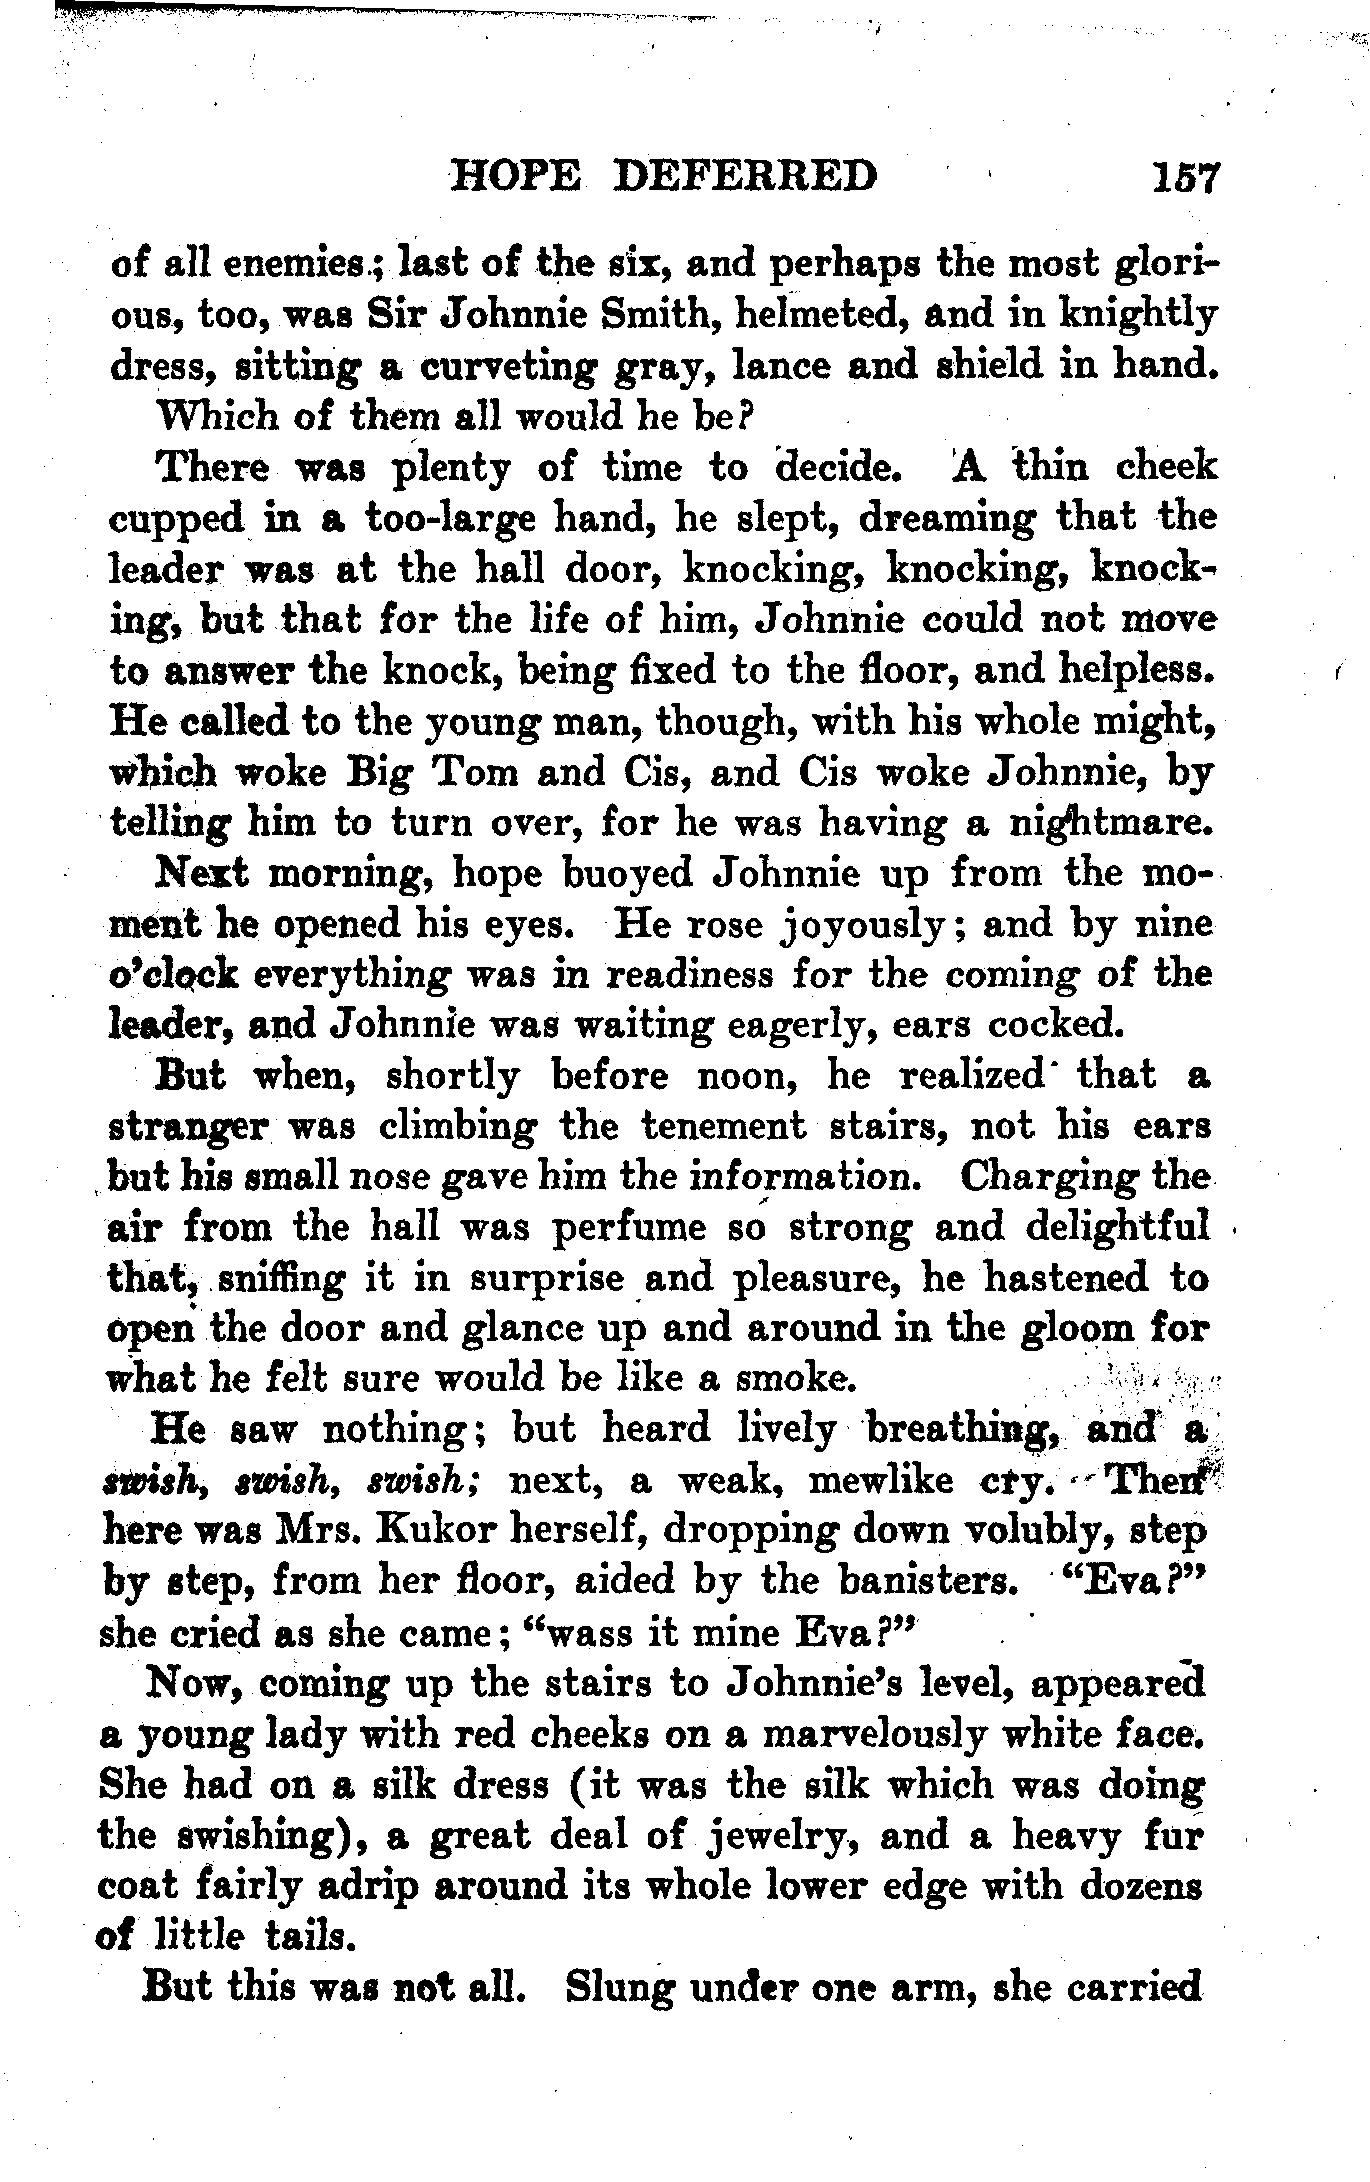 HOPE DEFERRED 157
of all enemies; last of the six, and perhaps the most glori-
ous, too, was Sir Johnnie Smith, helmeted, and in knightly
dress, sitting a curveting gray, lance and shield in hand.
Which of them all would he be?
There was plenty of time to decide. A thin cheek
cupped in a too-large hand, he slept, dreaming that the
leader was at the hall door, knocking, knocking, knock-
ing, but that for the life of him, Johnnie could not move
to answer the knock, being fixed to the floor, and helpless.
He called to the young man, though, with his whole might,
which woke Big Tom and Cis, and Cis woke Johnnie, by
telling him to turn over, for he was having a nightmare.
Next morning, hope buoyed Johnnie up from the mo-
ment he opened his eyes. He rose joyously; and by nine
o'clock everything was in readiness for the coming of the
leader, and Johnnie was waiting eagerly, ears cocked.
But when, shortly before noon, he realized that a
stranger was climbing the tenement stairs, not his ears
but his small nose gave him the information. Charging the
air from the hall was perfume so strong and delightful
that, sniffing it in surprise and pleasure, he hastened to
open the door and glance up and around in the gloom for
what he felt sure would be like a smoke.
He saw nothing; but heard lively breathing, and a
swish, swish, swish; next, a weak, mewlike cry. Then
here was Mrs. Kukor herself, dropping down volubly, step
by step, from her floor, aided by the banisters. "Eva?"
she cried as she came; "wass it mine Eva?"
Now, coming up the stairs to Johnnie's level, appeared
a young lady with red cheeks on a marvelously white face.
She had on a silk dress (it was the silk which was doing
the swishing), a great deal of jewelry, and a heavy fur
coat fairly adrip around its whole lower edge with dozens
of little tails.
But this was not all. Slung under one arm, she carried